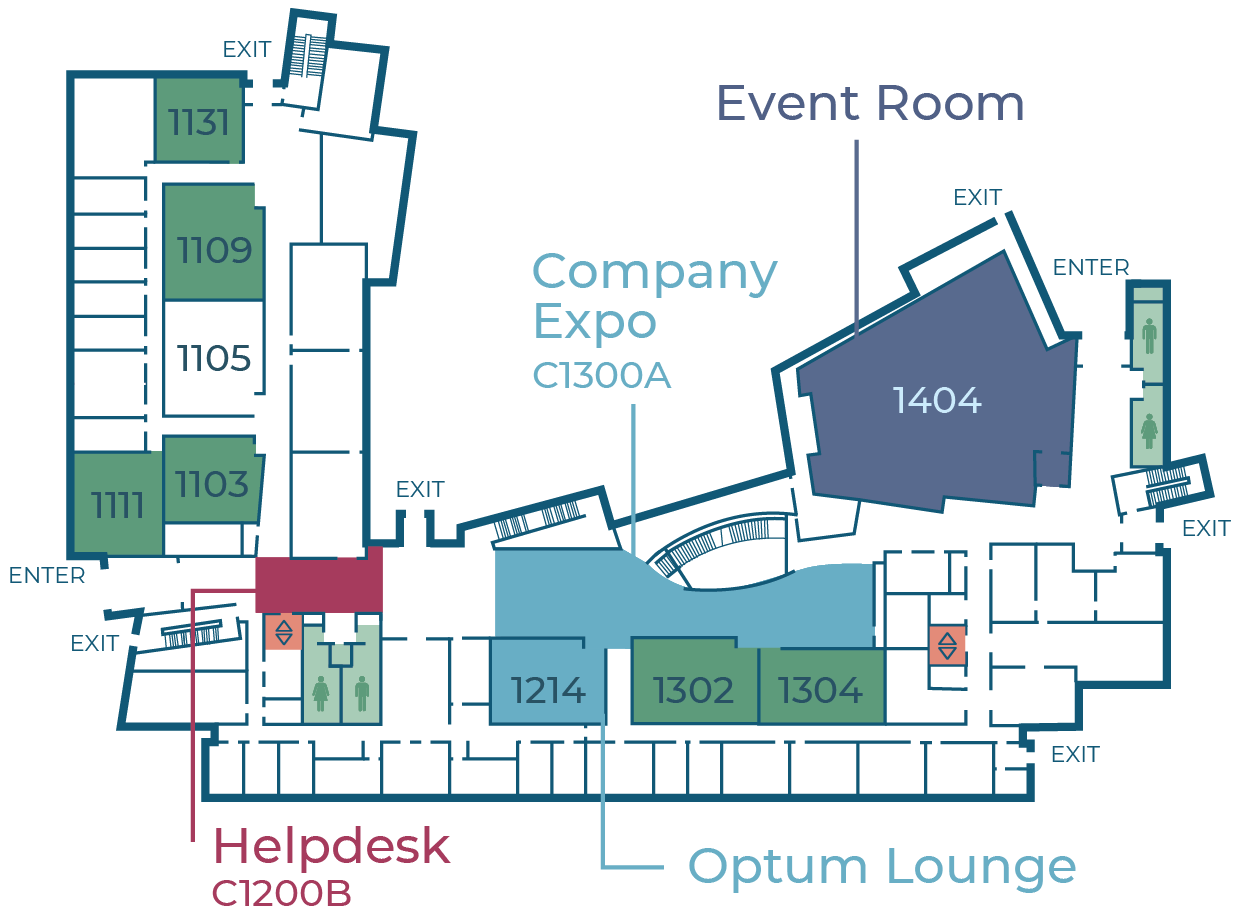 EXIT
Event Room
1131
EXIT
1109
Company
Expo
C1300A
ENTER
1105
1404
1103
1111
EXIT
EXIT
ENTER
EXIT
1214
1302
1304
EXIT
Helpdesk
C1200B
Optum Lounge